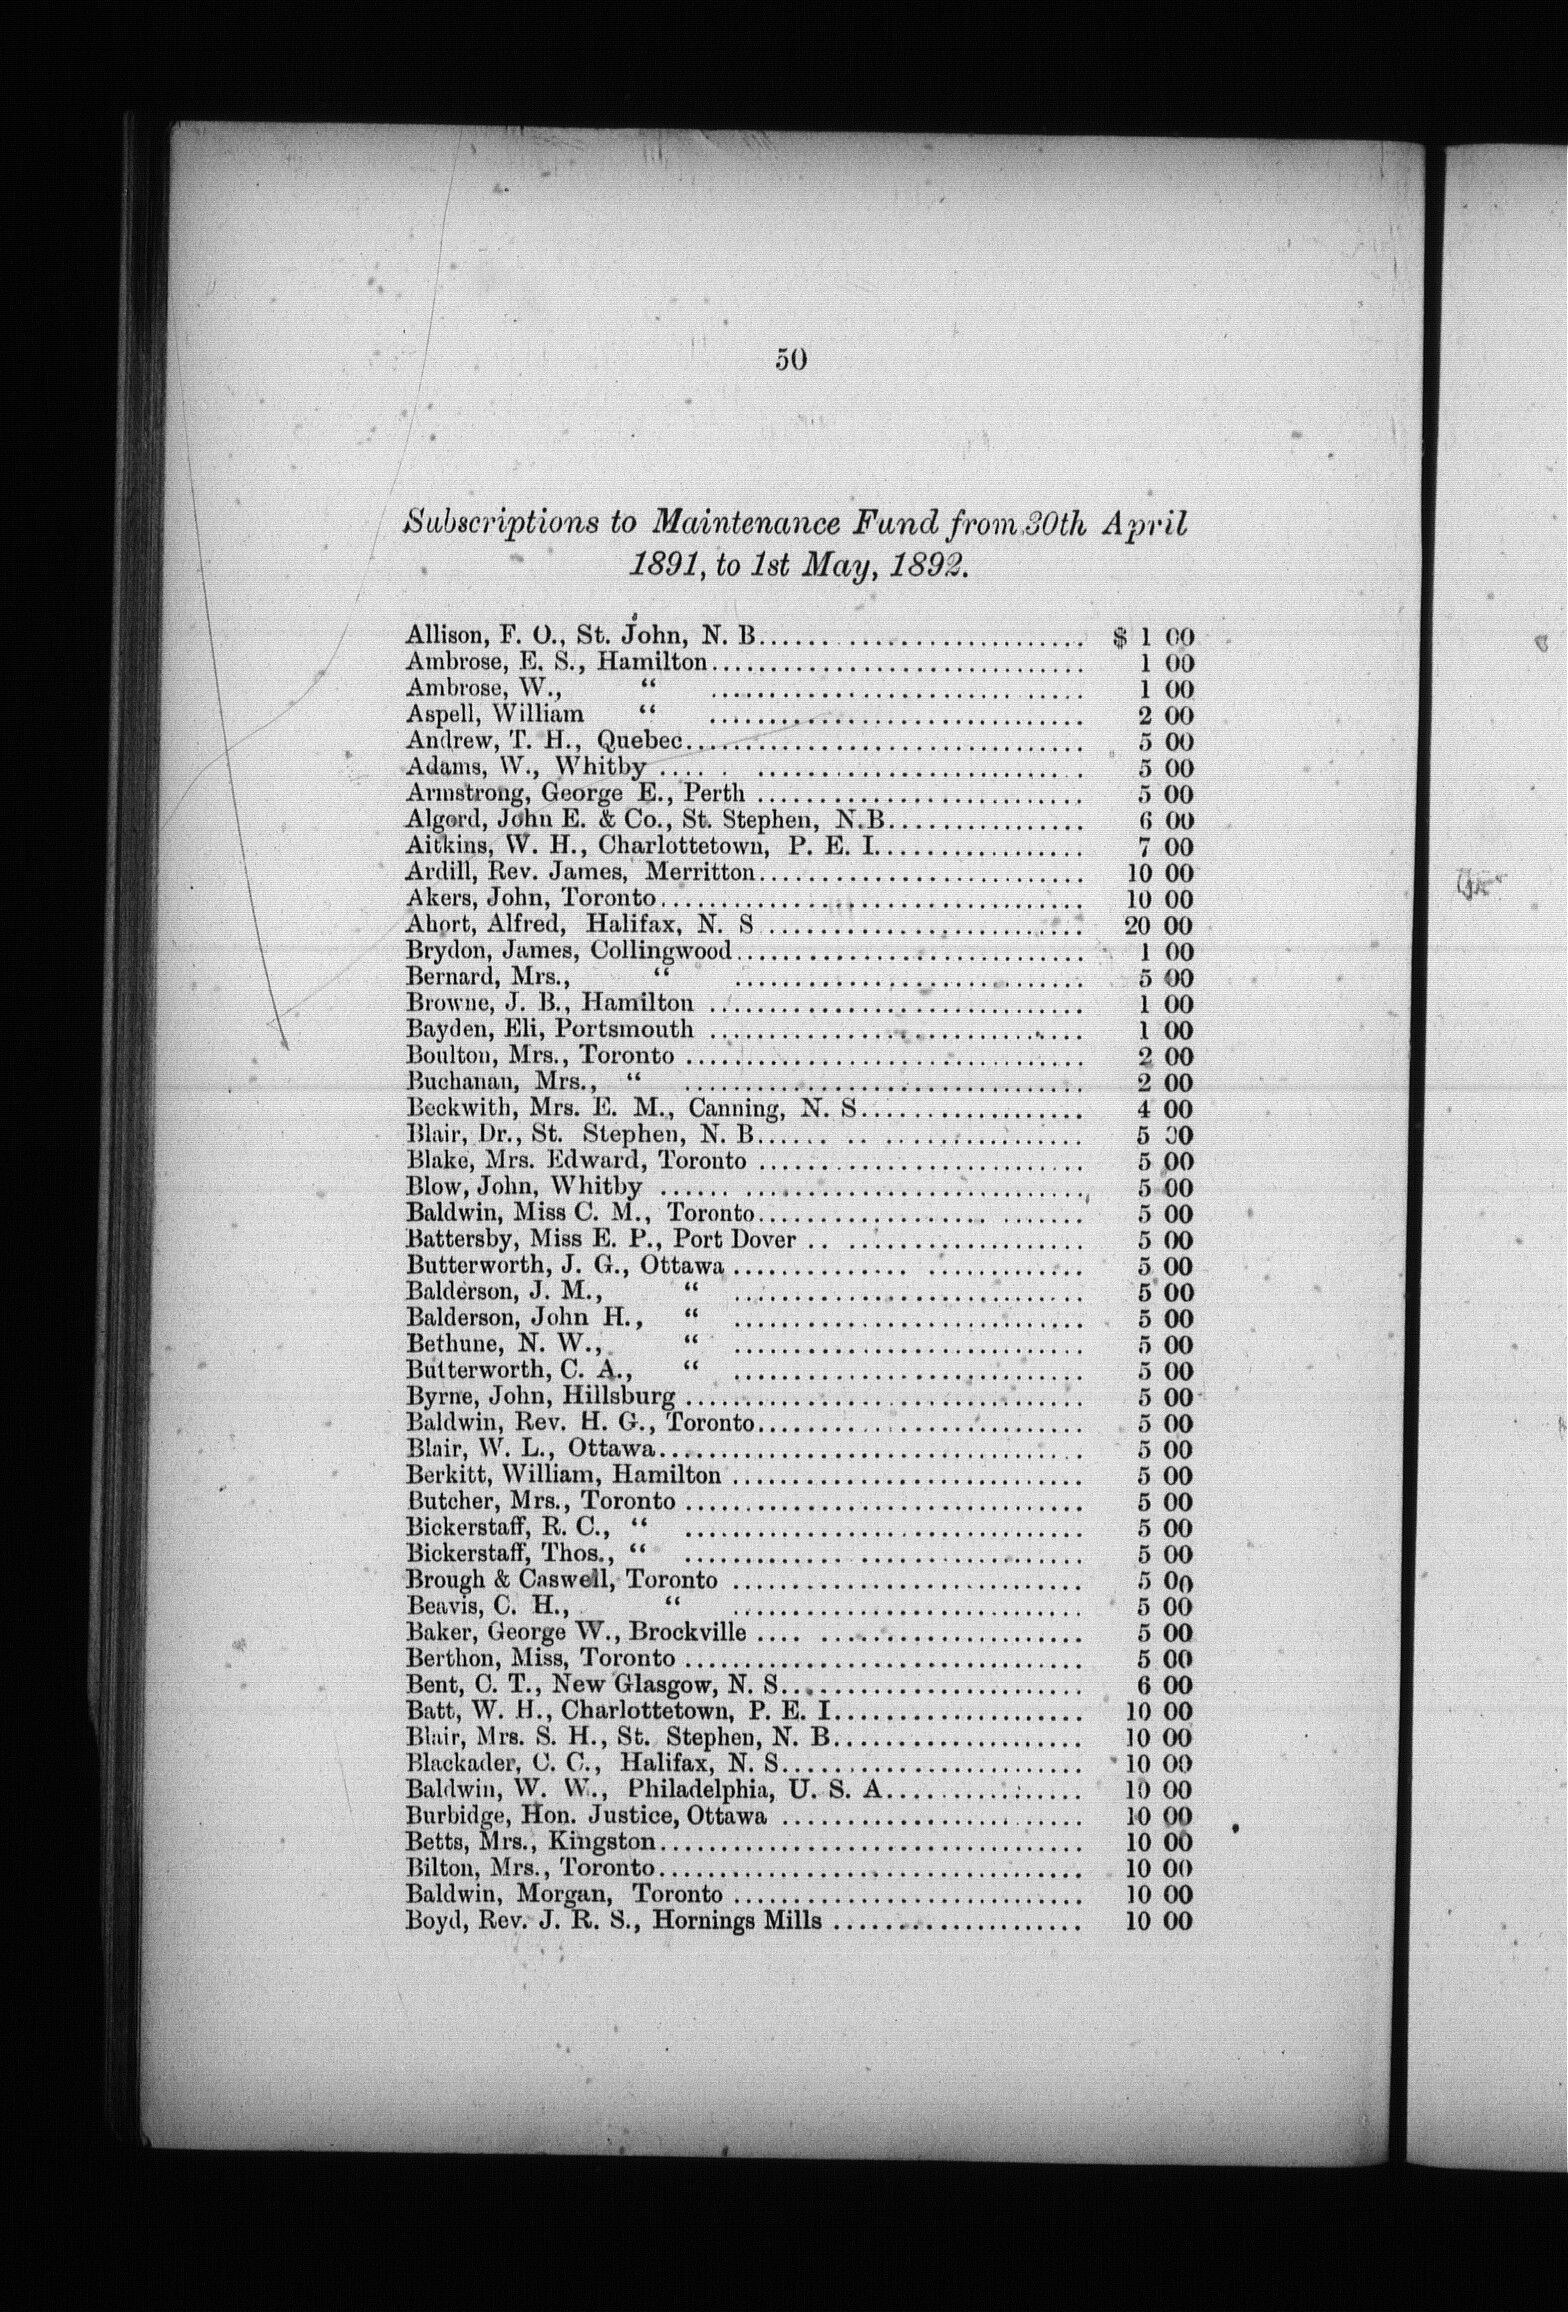 50
Subscriptions to Maintenance Fund from 30th April
1891, to 1st May, 1892.
Allison, F. O., St. John, N. B. $ 1 00
Ambrose, E. S., Hamilton 1 00
Ambrose, W., “ 1 00
Aspell, William “ 2 00
Andrew, T. H., Quebec 5 00
Adams, W., Whitby 5 00
Armstrong, George E., Perth 5 00
Algord, John E. & Co., St. Stephen, N.B. 6 00
Aitkins, W. H., Charlottetown, P. E. I. 7 00
Ardill, Rev. James, Merritton 10 00
Akers, John, Toronto 10 00
Ahort, Alfred, Halifax, N. S 20 00
Brydon, James, Collingwood 1 00
Bernard, Mrs., “ 5 00
Browne, J. B., Hamilton 1 00
Bayden, Eli, Portsmouth 1 00
Boulton, Mrs., Toronto 2 00
Buchanan, Mrs., “ 2 00
Beckwith, Mrs. E. M., Canning, N. S. 4 00
Blair, Dr., St. Stephen, N. B. 5 00
Blake, Mrs. Edward, Toronto 5 00
Blow, John, Whitby 5 00
Baldwin, Miss C. M., Toronto 5 00
Battersby, Miss E. P., Port Dover 5 00
Butterworth, J. G., Ottawa 5 00
Balderson, J. M., “ 5 00
Balderson, John H., “ 5 00
Bethune, N. W., “ 5 00
Butterworth, C. A., “ 5 00
Byrne, John, Hillsburg 5 00
Baldwin, Rev. H. G., Toronto 5 00
Blair, W. L., Ottawa 5 00
Berkitt, William, Hamilton 5 00
Butcher, Mrs., Toronto 5 00
Bickerstaff, R. C., “ 5 00
Bickerstaff, Thos., “ 5 00
Brough & Caswell, Toronto 5 00
Beavis, C. H., “ 5 00
Baker, George W., Brockville 5 00
Berthon, Miss, Toronto 5 00
Bent, C. T., New Glasgow, N. S. 6 00
Batt, W. H., Charlottetown, P. E. I. 10 00
Blair, Mrs. S. H., St. Stephen, N. B. 10 00
Blackader, C. C., Halifax, N. S. 10 00
Baldwin, W. W., Philadelphia, U. S. A. 10 00
Burbidge, Hon. Justice, Ottawa 10 00
Betts, Mrs., Kingston 10 00
Bilton, Mrs., Toronto 10 00
Baldwin, Morgan, Toronto 10 00
Boyd, Rev. J. R. S., Hornings Mills 10 00